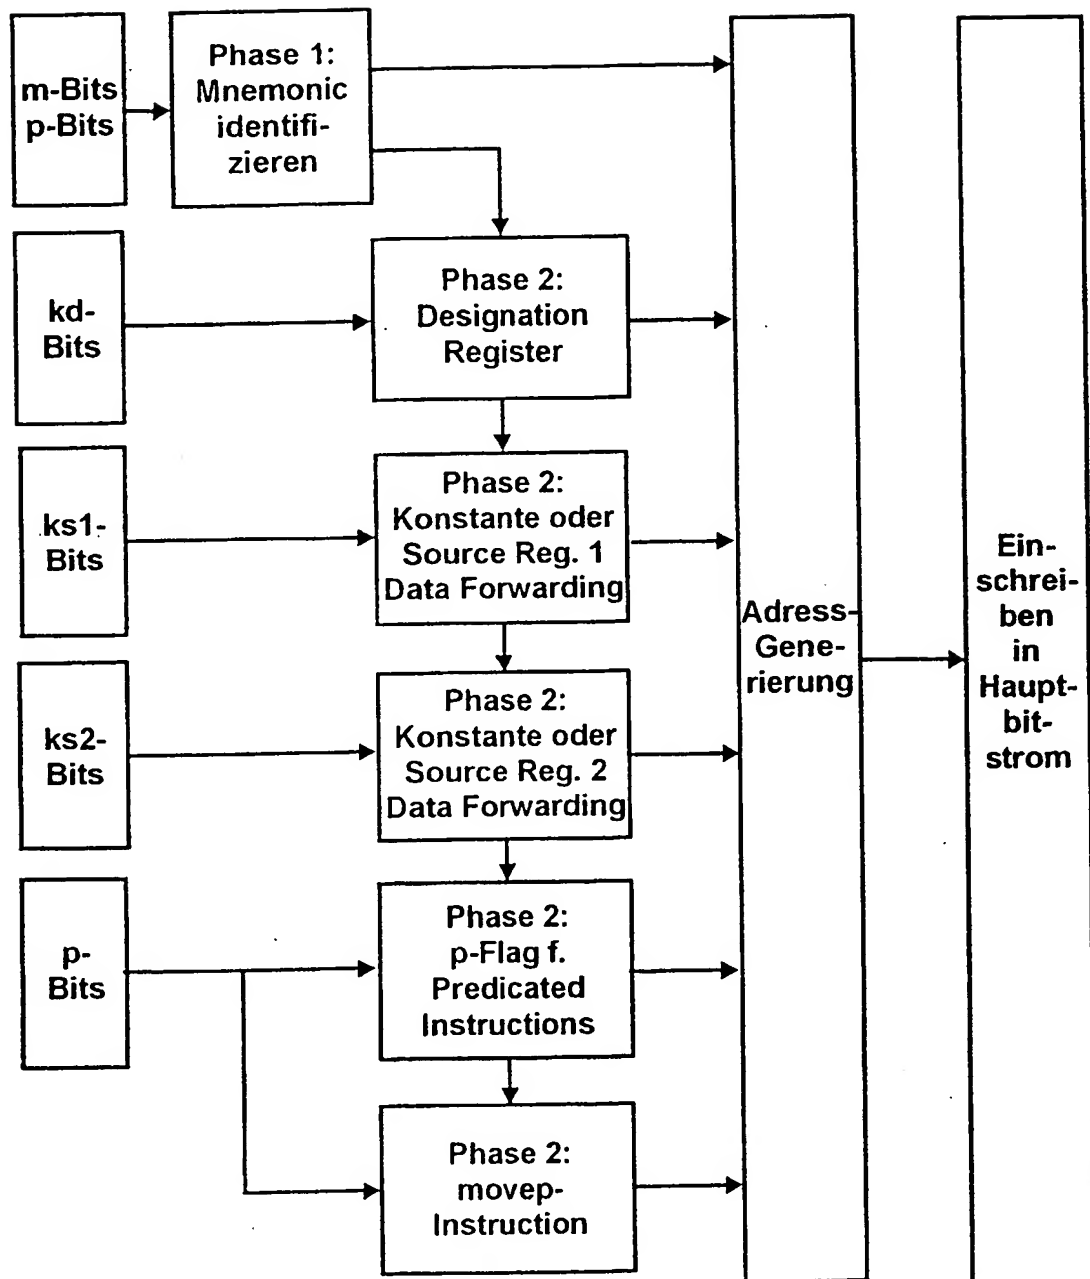 m-Bits
p-Bits
Phase 1:
Mnemonic
identifi-
zieren
kd-
Bits
Phase 2:
Designation
Register
ks1-
Bits
Phase 2:
Konstante oder
Source Reg. 1
Data Forwarding
ks2-
Bits
Phase 2:
Konstante oder
Source Reg. 2
Data Forwarding
p-
Bits
Phase 2:
p-Flag f.
Predicated
Instructions
Phase 2:
movep-
Instruction
Adress-
Gene-
rierung
Ein-
schrei-
ben
in
Haupt-
bit-
strom